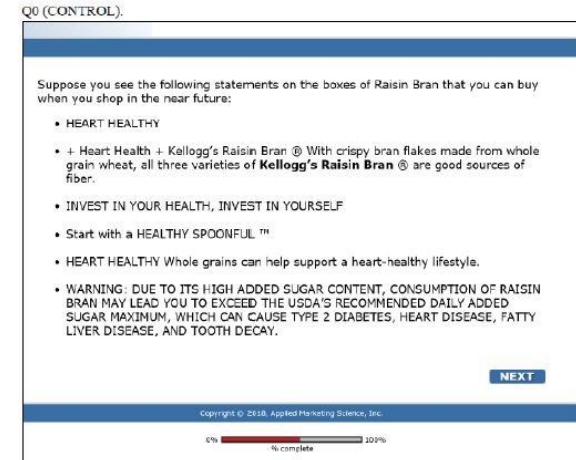 Q0 (CONTROL).
Suppose you see the following statements on the boxes of Raisin Bran that you can buy
when you shop in the near future:
• HEART HEALTHY
• + Heart Health + Kellogg's Raisin Bran ® With crispy bran flakes made from whole
grain wheat, all three varieties of Kellogg's Raisin Bran ® are good sources of
fiber.
• INVEST IN YOUR HEALTH, INVEST IN YOURSELF
• Start with a HEALTHY SPOONFUL ™
• HEART HEALTHY Whole grains can help support a heart-healthy lifestyle.
• WARNING: DUE TO ITS HIGH ADDED SUGAR CONTENT, CONSUMPTION OF RAISIN
BRAN MAY LEAD YOU TO EXCEED THE USDA'S RECOMMENDED DAILY ADDED
SUGAR MAXIMUM, WHICH CAN CAUSE TYPE 2 DIABETES, HEART DISEASE, FATTY
LIVER DISEASE, AND TOOTH DECAY.
NEXT
Copyright © 2018, Applied Marketing Science, Inc.
0% 100%
% complete